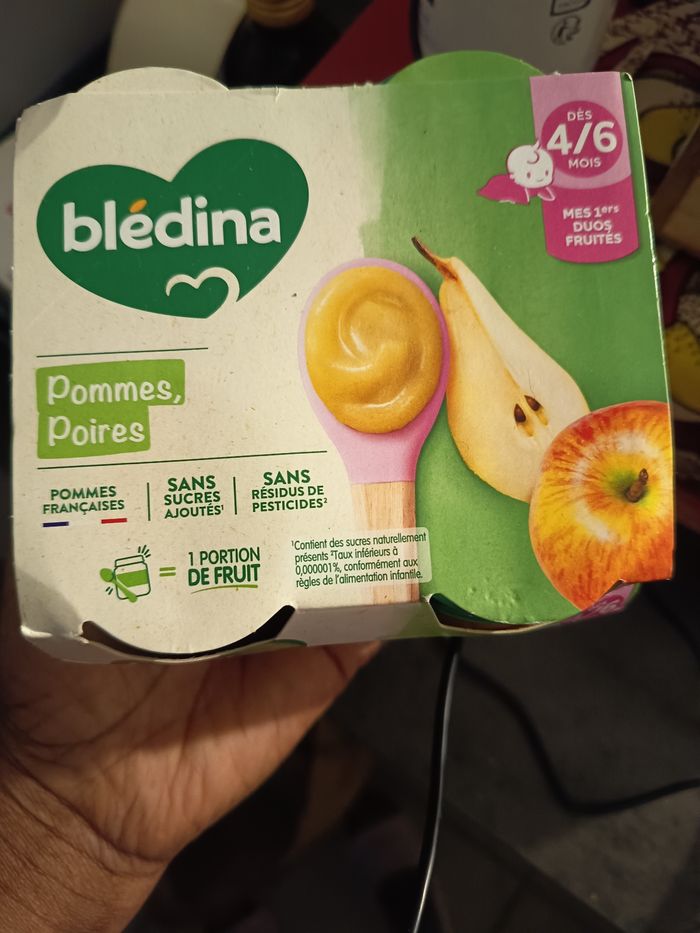 DÈS
4/6
MOIS
MES 1ers
DUOS
FRUITÉS
blédina
Pommes,
Poires
POMMES
FRANÇAISES
SANS
SUCRES
AJOUTÉS¹
SANS
RÉSIDUS DE
PESTICIDES²
= 1 PORTION
DE FRUIT
¹Contient des sucres naturellement
présents ²Taux inférieurs à
0,000001%, conformément aux
règles de l'alimentation infantile.